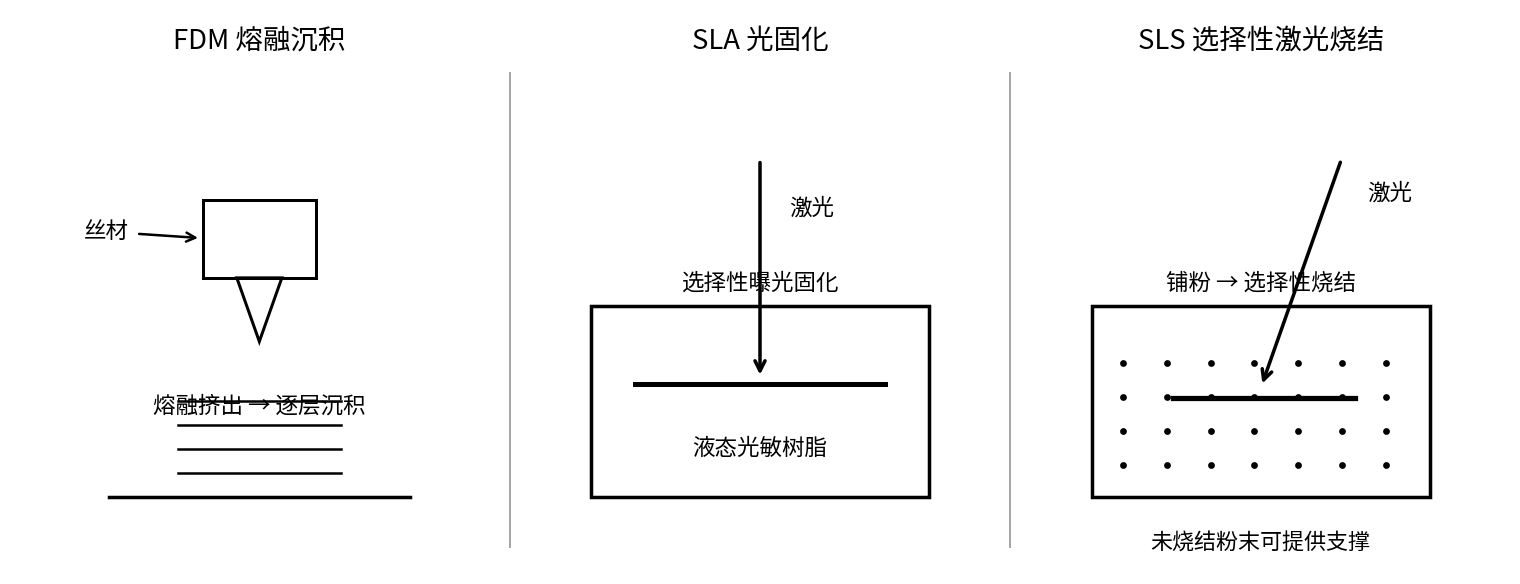 FDM 熔融沉积
丝材
熔融挤出 → 逐层沉积
SLA 光固化
激光
选择性曝光固化
液态光敏树脂
SLS 选择性激光烧结
激光
铺粉 → 选择性烧结
未烧结粉末可提供支撑